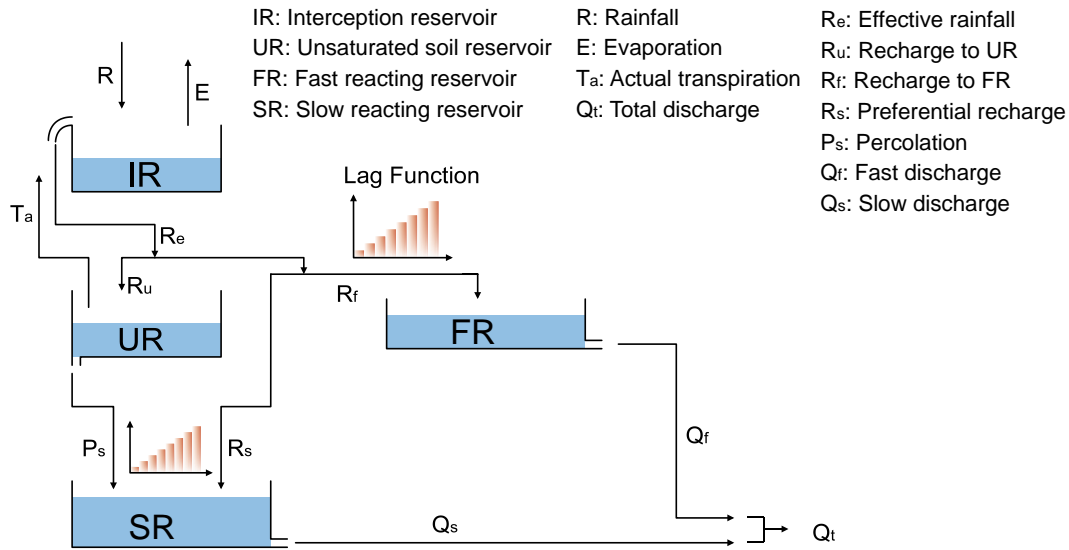 IR: Interception reservoir
UR: Unsaturated soil reservoir
FR: Fast reacting reservoir
SR: Slow reacting reservoir
R: Rainfall
E: Evaporation
Ta: Actual transpiration
Qt: Total discharge
Re: Effective rainfall
Ru: Recharge to UR
Rf: Recharge to FR
Rs: Preferential recharge
Ps: Percolation
Qf: Fast discharge
Qs: Slow discharge
R
E
IR
Lag Function
Ta
Re
Ru
Rf
UR
FR
Ps
Rs
Qf
SR
Qs
Qt